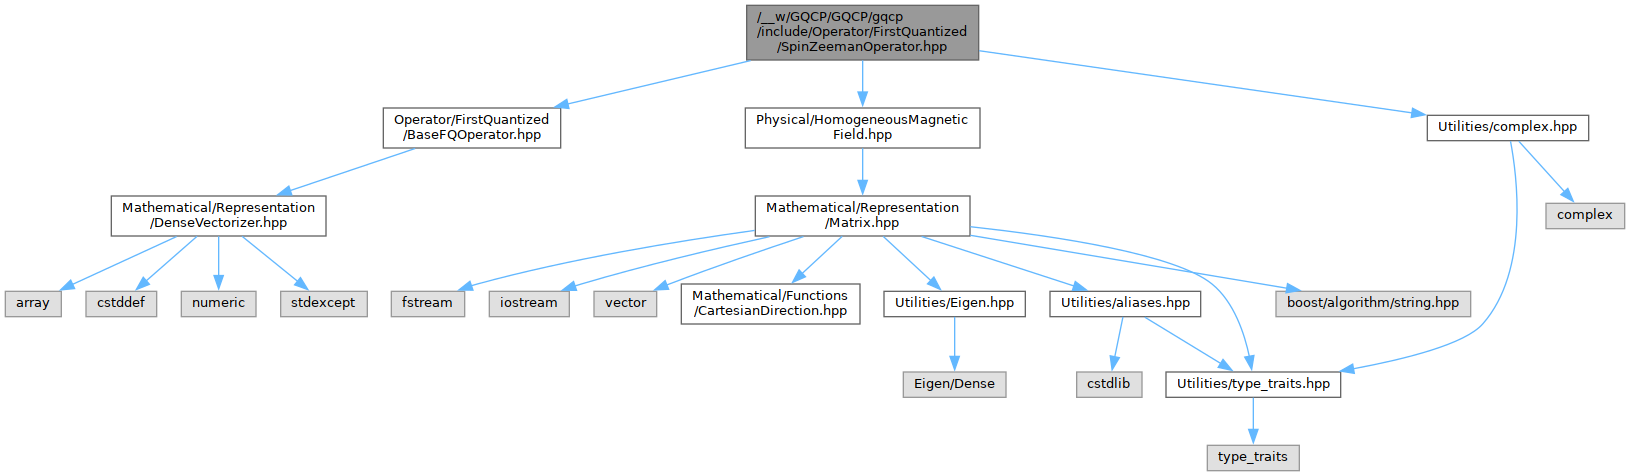 /__w/GQCP/GQCP/gqcp
/include/Operator/FirstQuantized
/SpinZeemanOperator.hpp
Operator/FirstQuantized
/BaseFQOperator.hpp
Physical/HomogeneousMagnetic
Field.hpp
Utilities/complex.hpp
Mathematical/Representation
/DenseVectorizer.hpp
Mathematical/Representation
/Matrix.hpp
complex
array
cstddef
numeric
stdexcept
fstream
iostream
vector
Mathematical/Functions
/CartesianDirection.hpp
Utilities/Eigen.hpp
Utilities/aliases.hpp
boost/algorithm/string.hpp
Eigen/Dense
cstdlib
Utilities/type_traits.hpp
type_traits